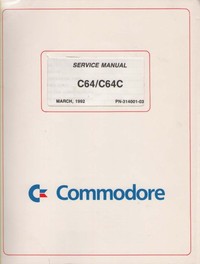 SERVICE MANUAL
C64/C64C
MARCH, 1992 PN-314001-03
Commodore